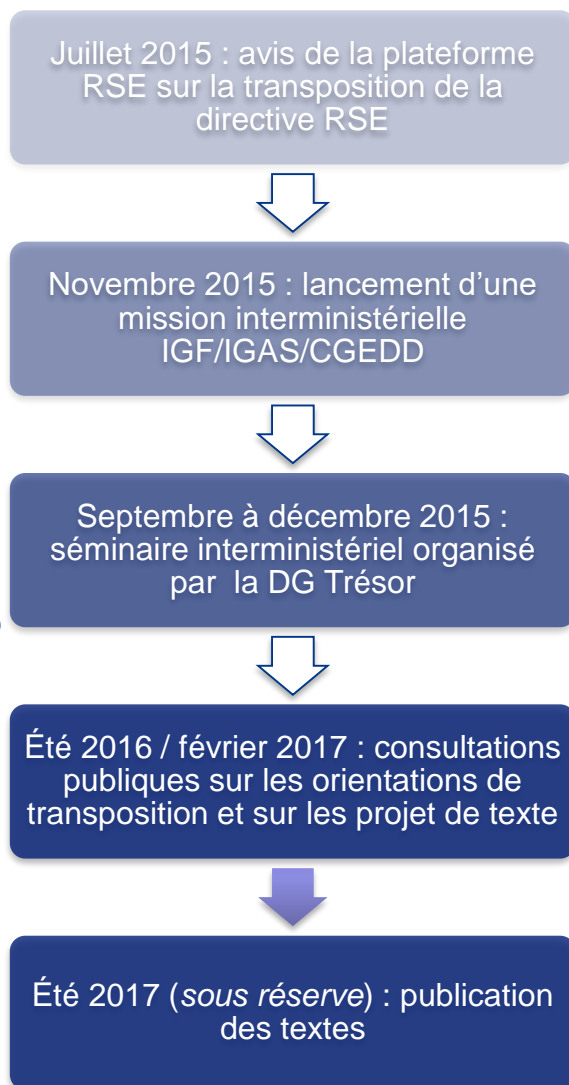 Juillet 2015 : avis de la plateforme
RSE sur la transposition de la
directive RSE
Novembre 2015 : lancement d’une
mission interministérielle
IGF/IGAS/CGEDD
Septembre à décembre 2015 :
séminaire interministériel organisé
par la DG Trésor
Été 2016 / février 2017 : consultations
publiques sur les orientations de
transposition et sur les projet de texte
Été 2017 (sous réserve) : publication
des textes